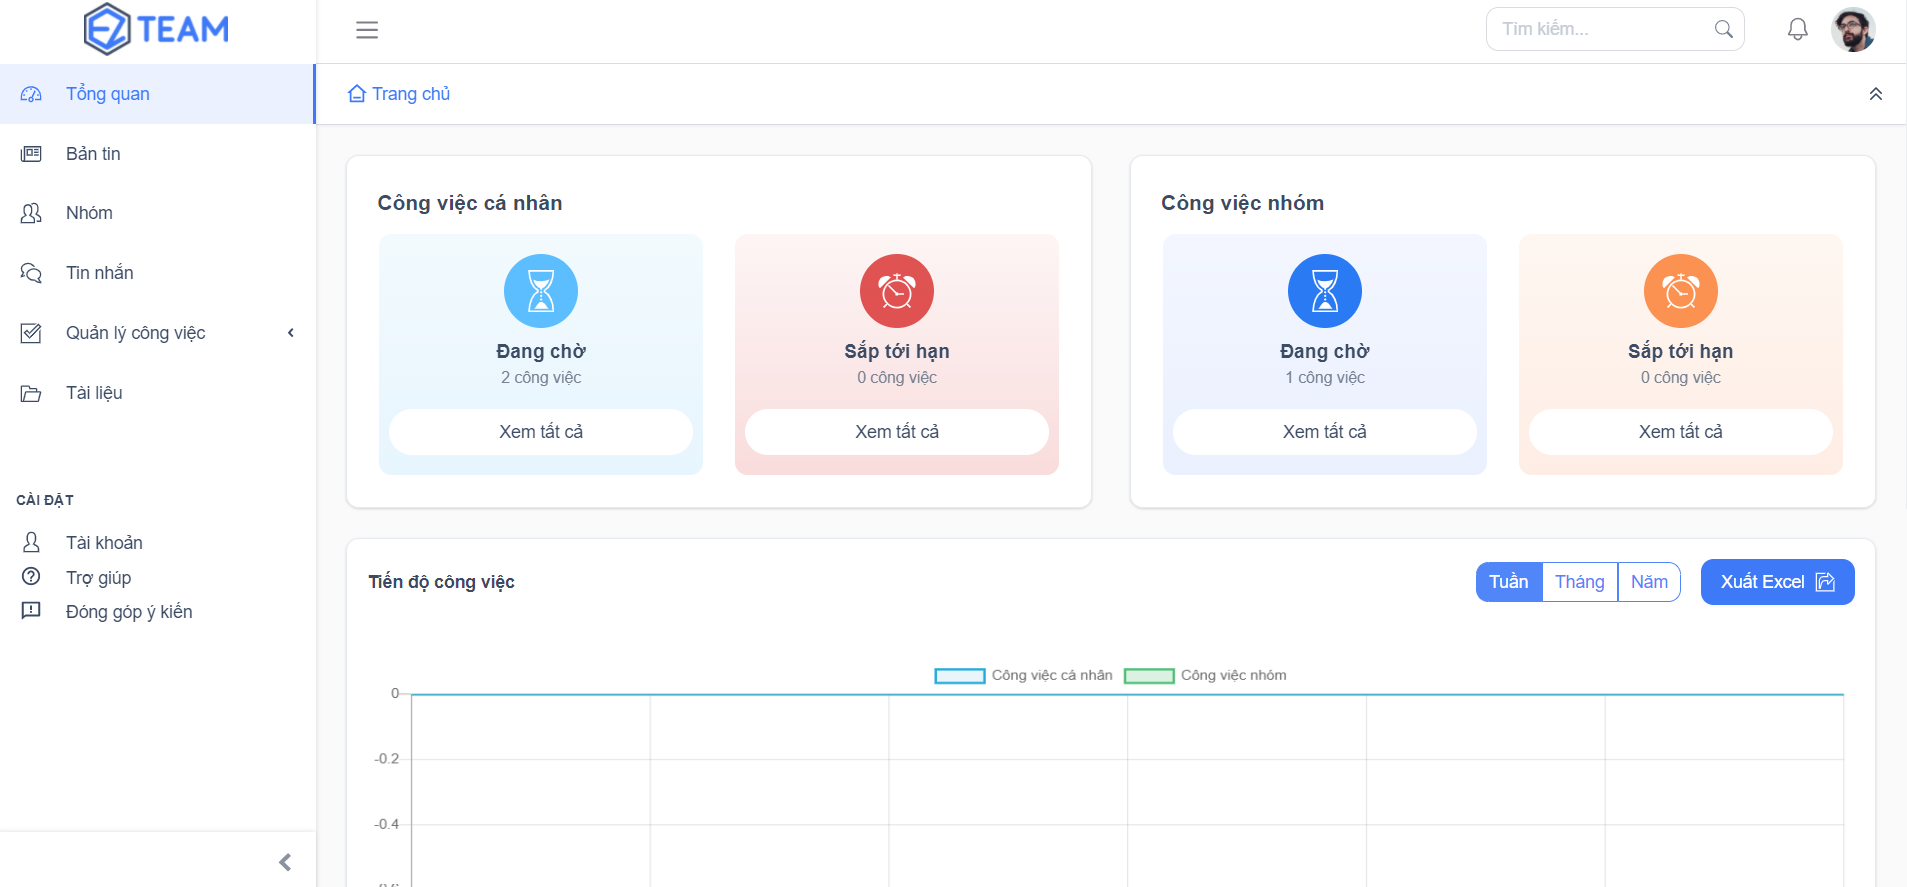 EZ TEAM
Tìm kiếm...
Tổng quan
Trang chủ
Bản tin
Nhóm
Tin nhắn
Quản lý công việc
Tài liệu
CÀI ĐẶT
Tài khoản
Trợ giúp
Đóng góp ý kiến
Công việc cá nhân
Đang chờ
2 công việc
Xem tất cả
Sắp tới hạn
0 công việc
Xem tất cả
Công việc nhóm
Đang chờ
1 công việc
Xem tất cả
Sắp tới hạn
0 công việc
Xem tất cả
Tiến độ công việc
Tuần Tháng Năm
Xuất Excel
Công việc cá nhân Công việc nhóm
0
-0.2
-0.4